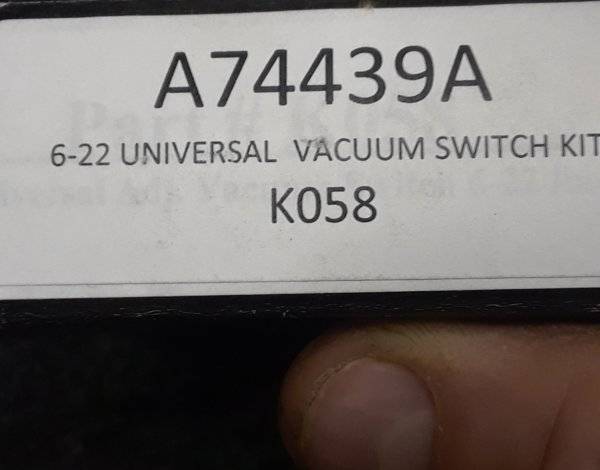 A74439A
6-22 UNIVERSAL VACUUM SWITCH KIT
K058